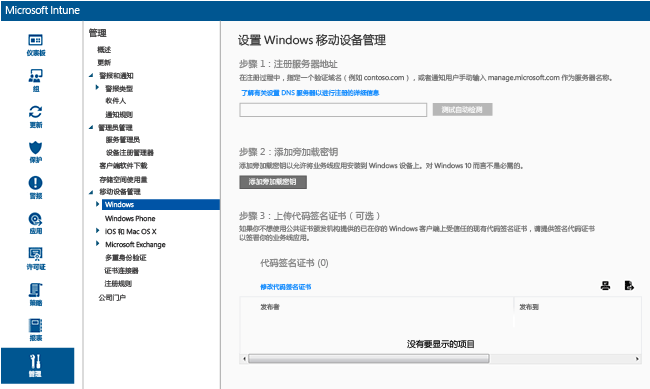 Microsoft Intune
仪表板
组
更新
保护
警报
应用
许可证
策略
报表
管理
管理
概述
更新
警报和通知
警报类型
收件人
通知规则
管理员管理
服务管理员
设备注册管理器
客户端软件下载
存储空间使用量
移动设备管理
Windows
Windows Phone
iOS 和 Mac OS X
Microsoft Exchange
多重身份验证
证书连接器
注册规则
公司门户
设置 Windows 移动设备管理
步骤 1：注册服务器地址
在注册过程中，指定一个验证域名（例如 contoso.com），或者通知用户手动输入 manage.microsoft.com 作为服务器名称。
了解有关设置 DNS 服务器以进行注册的详细信息
测试自动检测
步骤 2：添加旁加载密钥
添加旁加载密钥以允许将业务线应用安装到 Windows 设备上。对 Windows 10 而言不是必需的。
添加旁加载密钥
步骤 3：上传代码签名证书（可选）
如果你不想使用公共证书颁发机构提供的已在你的 Windows 客户端上受信任的现有代码签名证书，请提供签名代码证书
以签署你的业务线应用。
代码签名证书 (0)
修改代码签名证书
发布者
发布到
没有要显示的项目